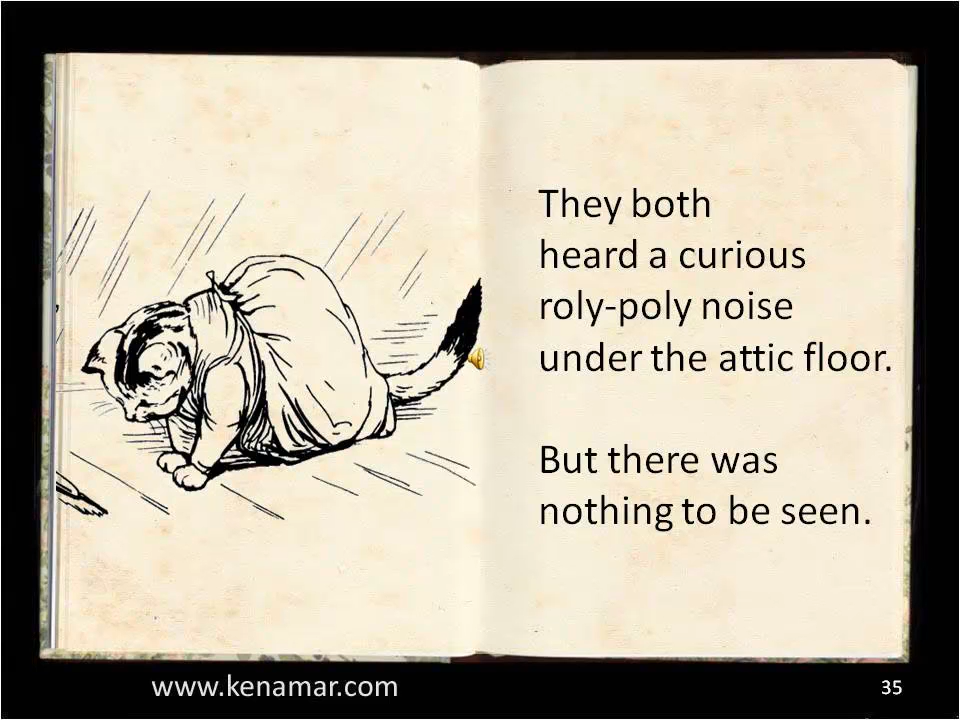 They both
heard a curious
roly-poly noise
under the attic floor.
But there was
nothing to be seen.
www.kenamar.com
35